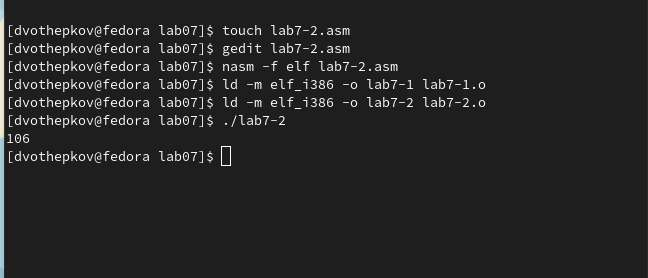 [dvothepkov@fedora lab07]$ touch lab7-2.asm
[dvothepkov@fedora lab07]$ gedit lab7-2.asm
[dvothepkov@fedora lab07]$ nasm -f elf lab7-2.asm
[dvothepkov@fedora lab07]$ ld -m elf_i386 -o lab7-1 lab7-1.o
[dvothepkov@fedora lab07]$ ld -m elf_i386 -o lab7-2 lab7-2.o
[dvothepkov@fedora lab07]$ ./lab7-2
106
[dvothepkov@fedora lab07]$